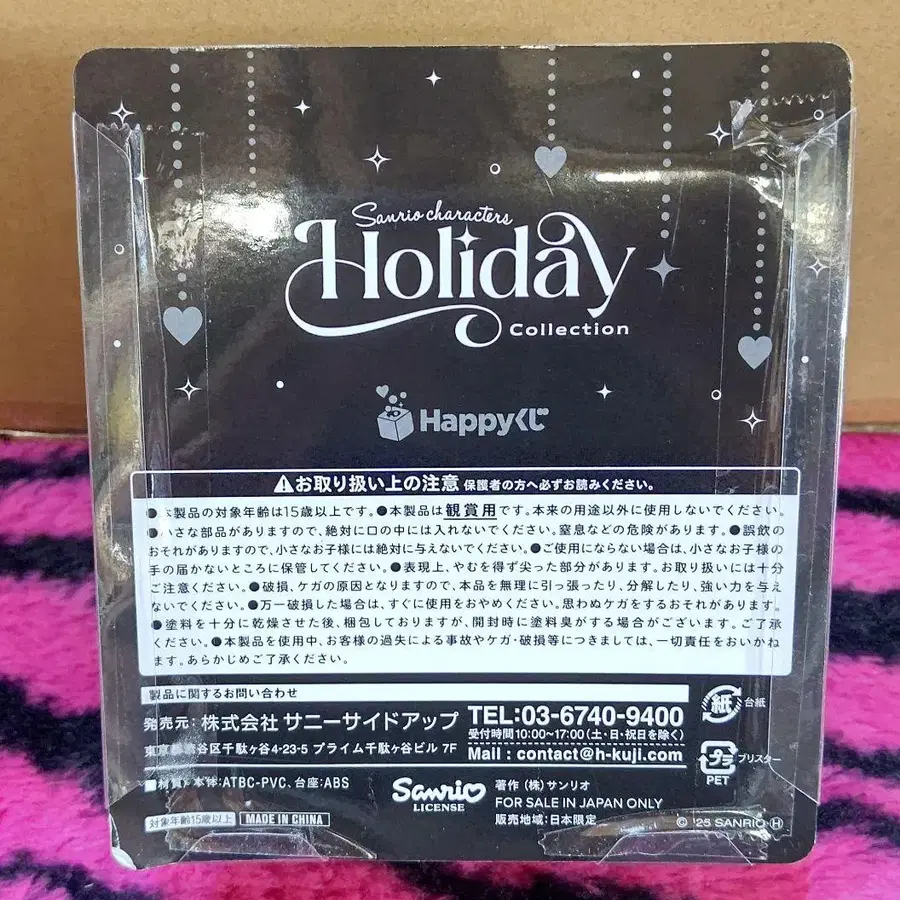 Sanrio characters
Holiday
Collection
Happyくじ
お取り扱い上の注意 保護者の方へ必ずお読みください。
●本製品の対象年齢は15歳以上です。●本製品は観賞用です。本来の用途以外に使用しないでください。
●小さな部品がありますので、絶対に口の中には入れないでください。窒息などの危険があります。●誤飲の
おそれがありますので、小さなお子様には絶対に与えないでください。●ご使用にならない場合は、小さなお子様の
手の届かないところに保管してください。●表現上、やむを得ず尖った部分があります。お取り扱いには十分
ご注意ください。●破損、ケガの原因となりますので、本品を無理に引っ張ったり、分解したり、強い力を与え
ないでください。●万一破損した場合は、すぐに使用をおやめください。思わぬケガをするおそれがあります。
●塗料を十分に乾燥させた後、梱包しておりますが、開封時に塗料臭がする場合がございます。ご了承
ください。●本製品を使用中、お客様の過失による事故やケガ・破損等につきましては、一切責任をおいかね
ます。あらかじめご了承ください。
製品に関するお問い合わせ
発売元：株式会社 サニーサイドアップ
東京都渋谷区千駄ヶ谷4-23-5 プライム千駄ヶ谷ビル 7F
TEL:03-6740-9400
受付時間 10:00~17:00(土・日・祝日を除く)
Mail : contact@h-kuji.com
紙 台紙
プラ ブリスター
PET
■材質／本体：ATBC-PVC、台座：ABS
対象年齢15歳以上 MADE IN CHINA
Sanrio
LICENSE
著作 (株) サンリオ
FOR SALE IN JAPAN ONLY
販売地域：日本限定
© '25 SANRIO Ⓗ